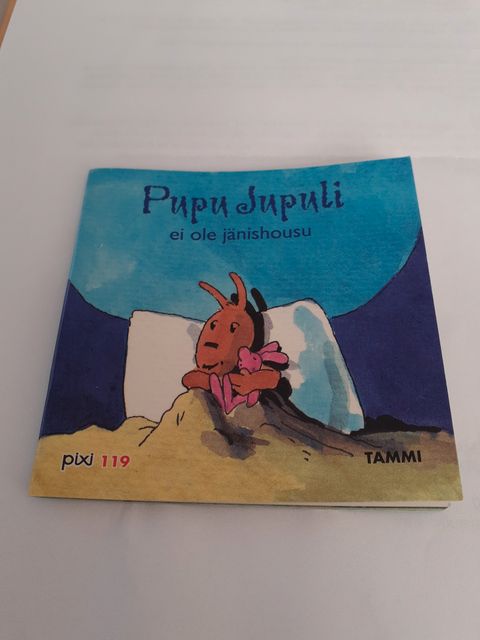 Pupu Jupuli
ei ole jänishousu
pixi 119
TAMMI